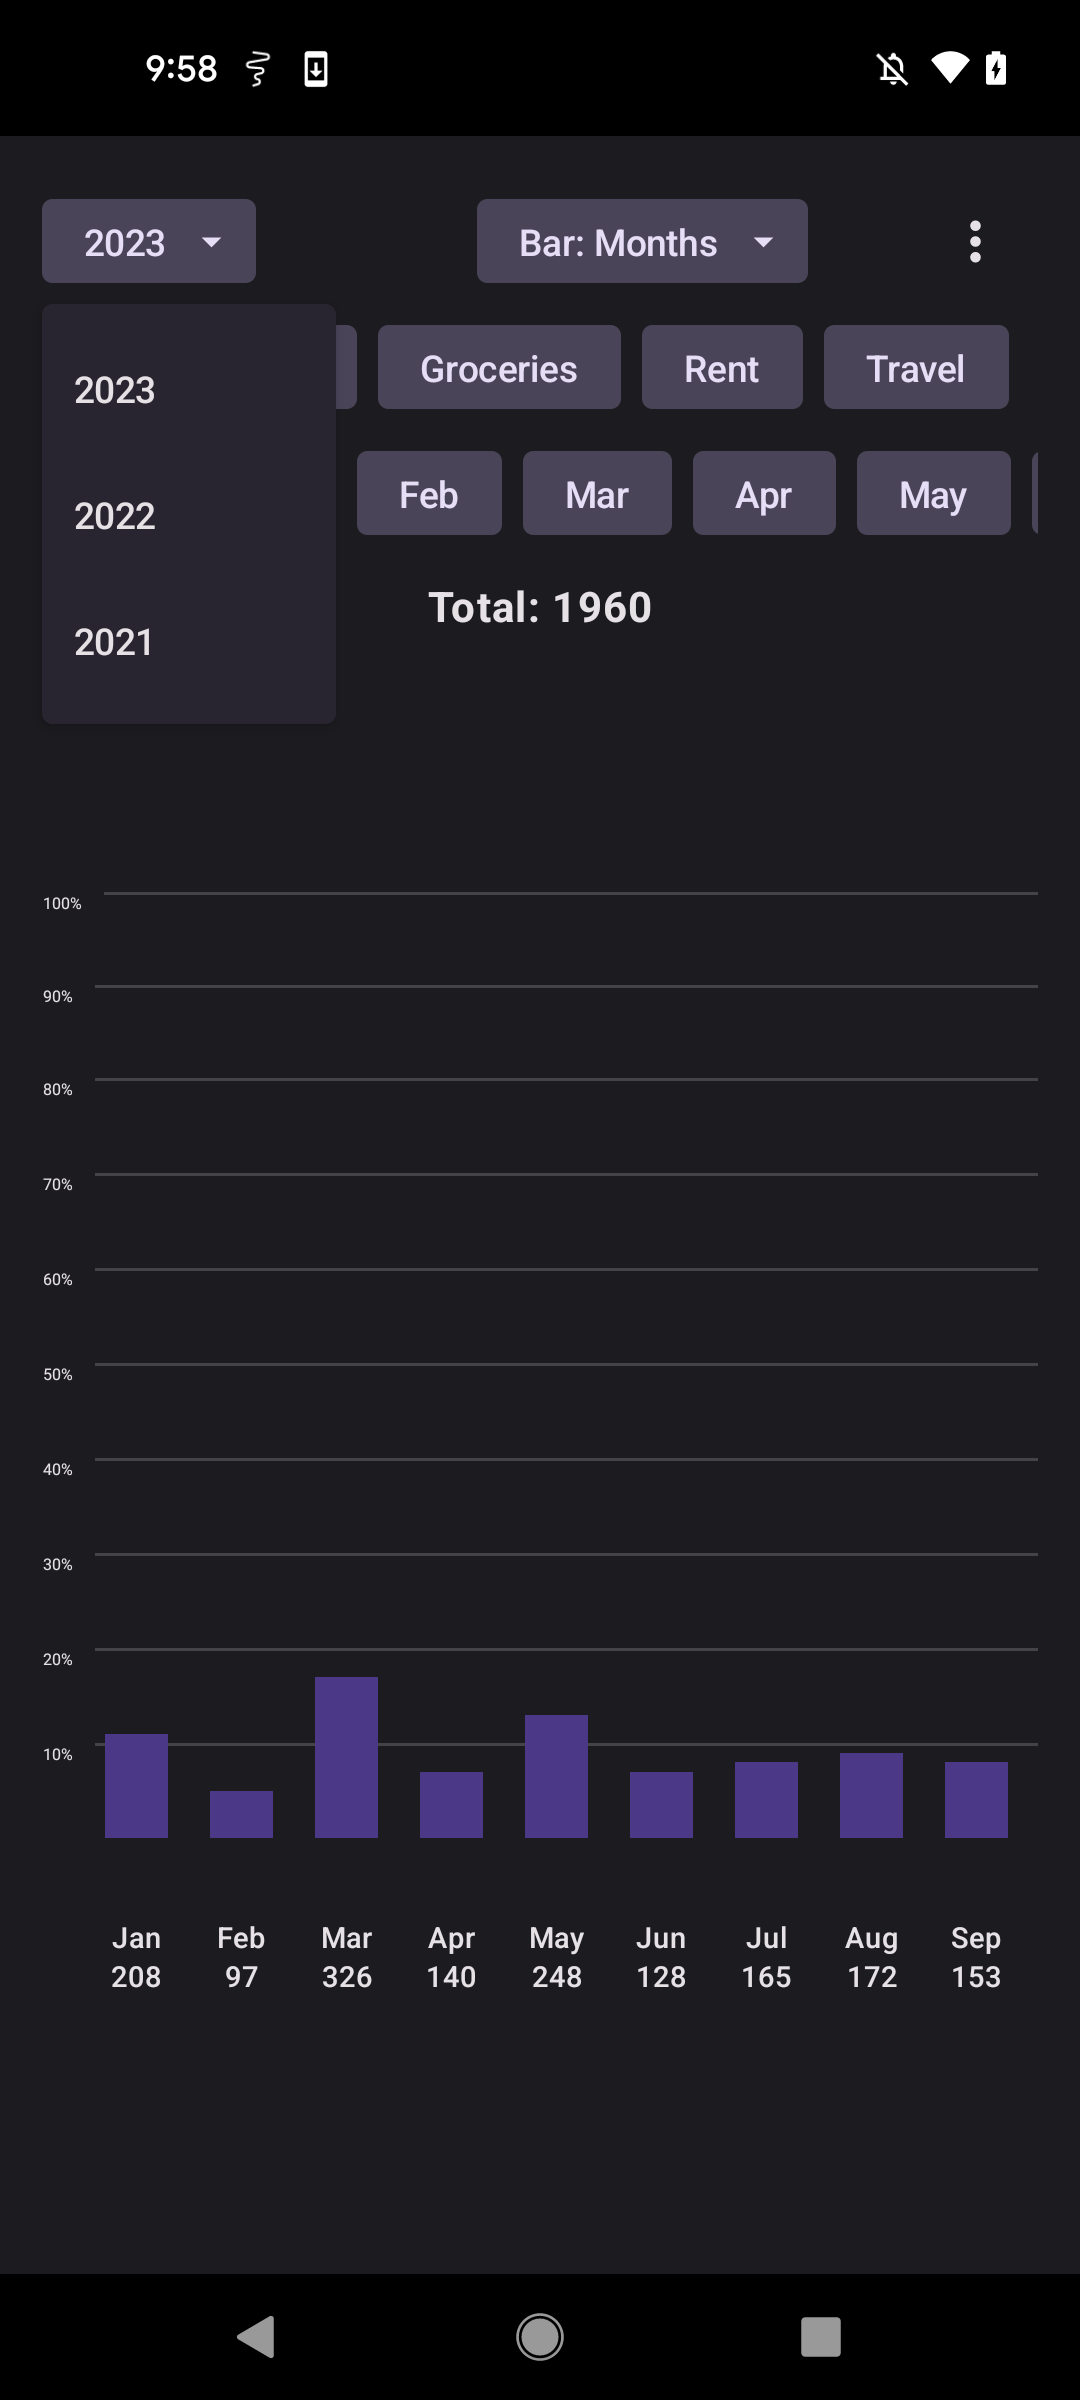 9:58
2023
Bar: Months
2023
2022
2021
Groceries
Rent
Travel
Feb
Mar
Apr
May
Total: 1960
100%
90%
80%
70%
60%
50%
40%
30%
20%
10%
Jan Feb Mar Apr May Jun Jul Aug Sep
208 97 326 140 248 128 165 172 153